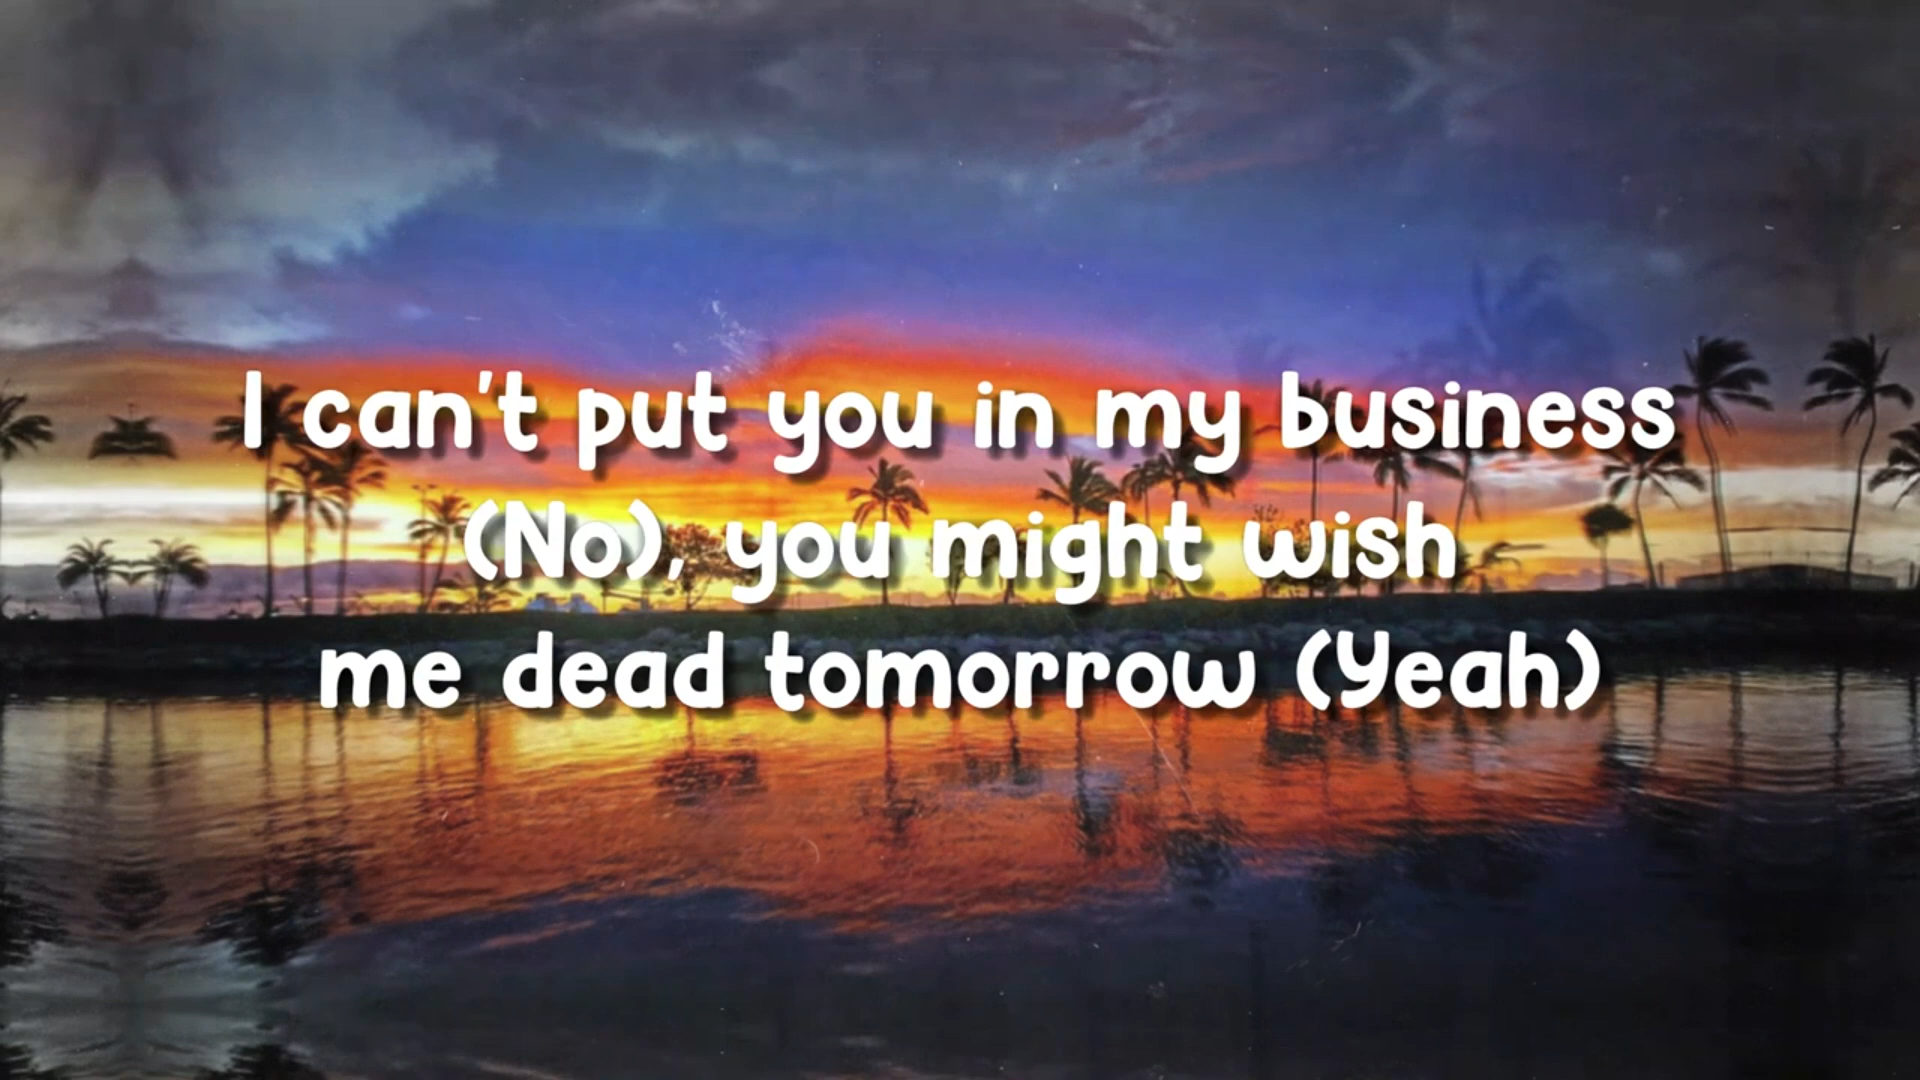 I can't put you in my business
(No), you might wish
me dead tomorrow (Yeah)